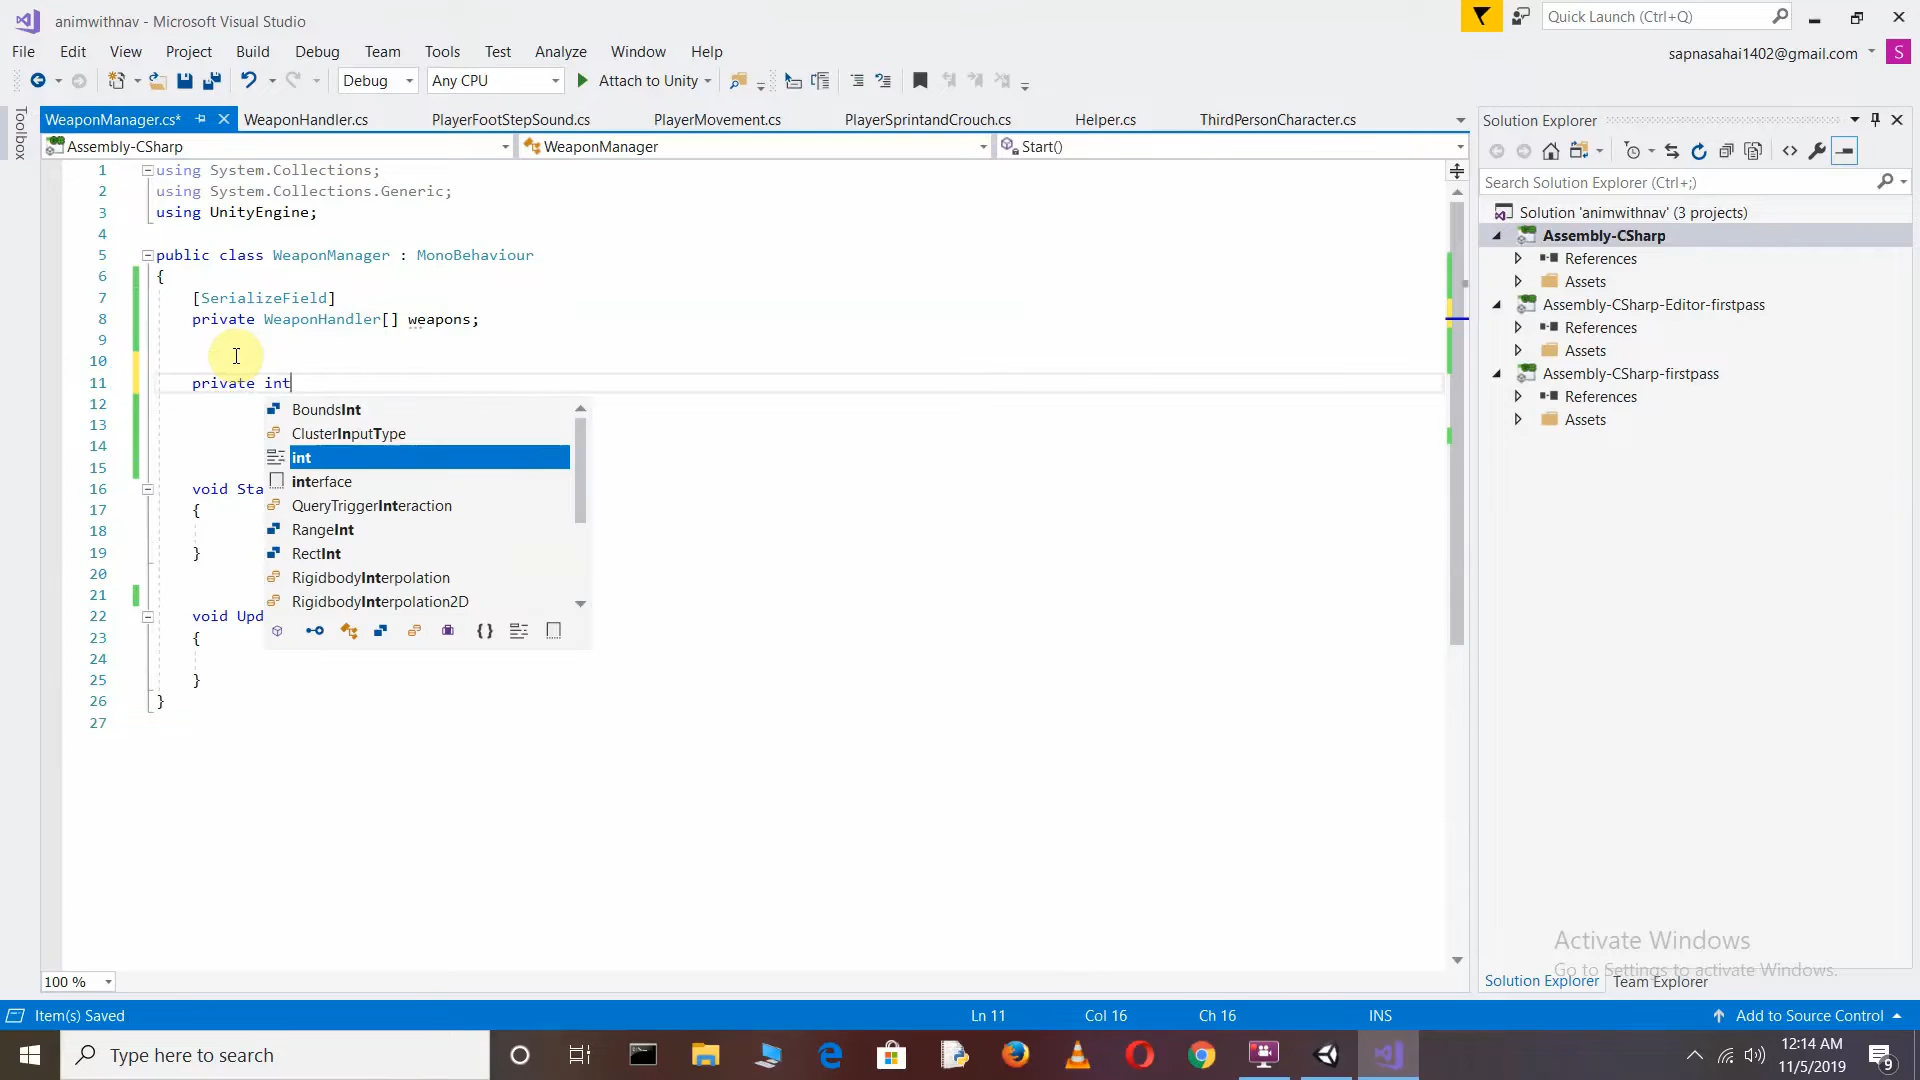 animwithnav - Microsoft Visual Studio
Quick Launch (Ctrl+Q)
File Edit View Project Build Debug Team Tools Test Analyze Window Help
sapnasahai1402@gmail.com S
Debug Any CPU Attach to Unity
Toolbox
WeaponManager.cs* WeaponHandler.cs PlayerFootStepSound.cs PlayerMovement.cs PlayerSprintandCrouch.cs Helper.cs ThirdPersonCharacter.cs
Assembly-CSharp WeaponManager Start()
1 using System.Collections;
2 using System.Collections.Generic;
3 using UnityEngine;
4
5 public class WeaponManager : MonoBehaviour
6 {
7 [SerializeField]
8 private WeaponHandler[] weapons;
9
10
11 private int
12
13
14
15
16 void Sta
17 {
18
19 }
20
21
22 void Upd
23 {
24
25 }
26 }
27
BoundsInt
ClusterInputType
int
interface
QueryTriggerInteraction
RangeInt
RectInt
RigidbodyInterpolation
RigidbodyInterpolation2D
Solution Explorer
Search Solution Explorer (Ctrl+;)
Solution 'animwithnav' (3 projects)
Assembly-CSharp
References
Assets
Assembly-CSharp-Editor-firstpass
References
Assets
Assembly-CSharp-firstpass
References
Assets
Activate Windows
Go to Settings to activate Windows.
Solution Explorer Team Explorer
100 %
Item(s) Saved Ln 11 Col 16 Ch 16 INS Add to Source Control
Type here to search
12:14 AM
11/5/2019
9